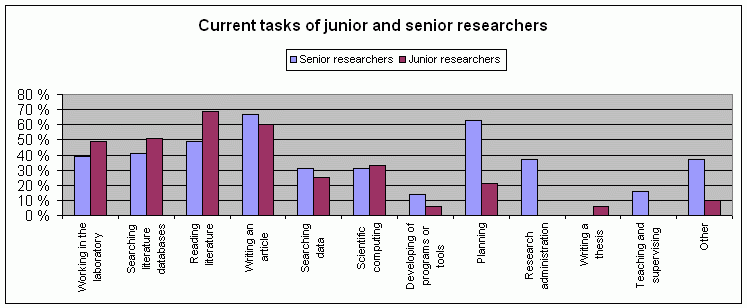 Current tasks of junior and senior researchers
Senior researchers
Junior researchers
80 %
70 %
60 %
50 %
40 %
30 %
20 %
10 %
0 %
Working in the
laboratory
Searching
literature
databases
Reading
literature
Writing an
article
Searching
data
Scientific
computing
Developing of
programs or
tools
Planning
Research
administration
Writing a
thesis
Teaching and
supervising
Other